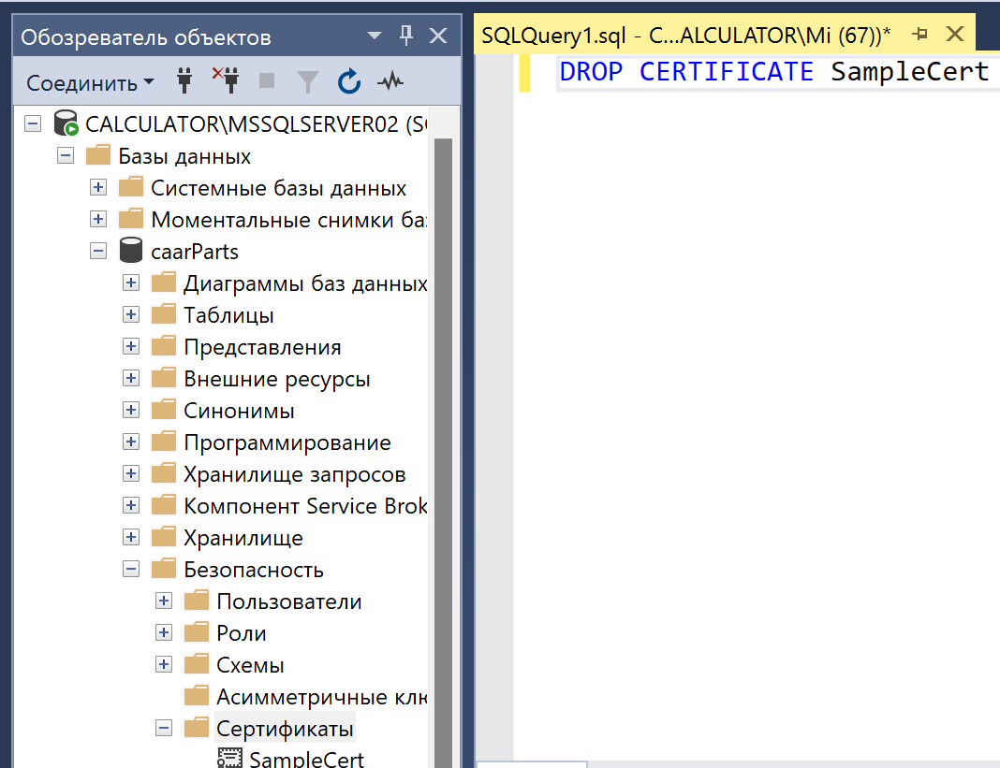 Обозреватель объектов
Соединить
CALCULATOR\MSSQLSERVER02 (S
Базы данных
Системные базы данных
Моментальные снимки ба
caarParts
Диаграммы баз данных
Таблицы
Представления
Внешние ресурсы
Синонимы
Программирование
Хранилище запросов
Компонент Service Brok
Хранилище
Безопасность
Пользователи
Роли
Схемы
Асимметричные клю
Сертификаты
SampleCert
SQLQuery1.sql - C...ALCULATOR\Mi (67))*
DROP CERTIFICATE SampleCert